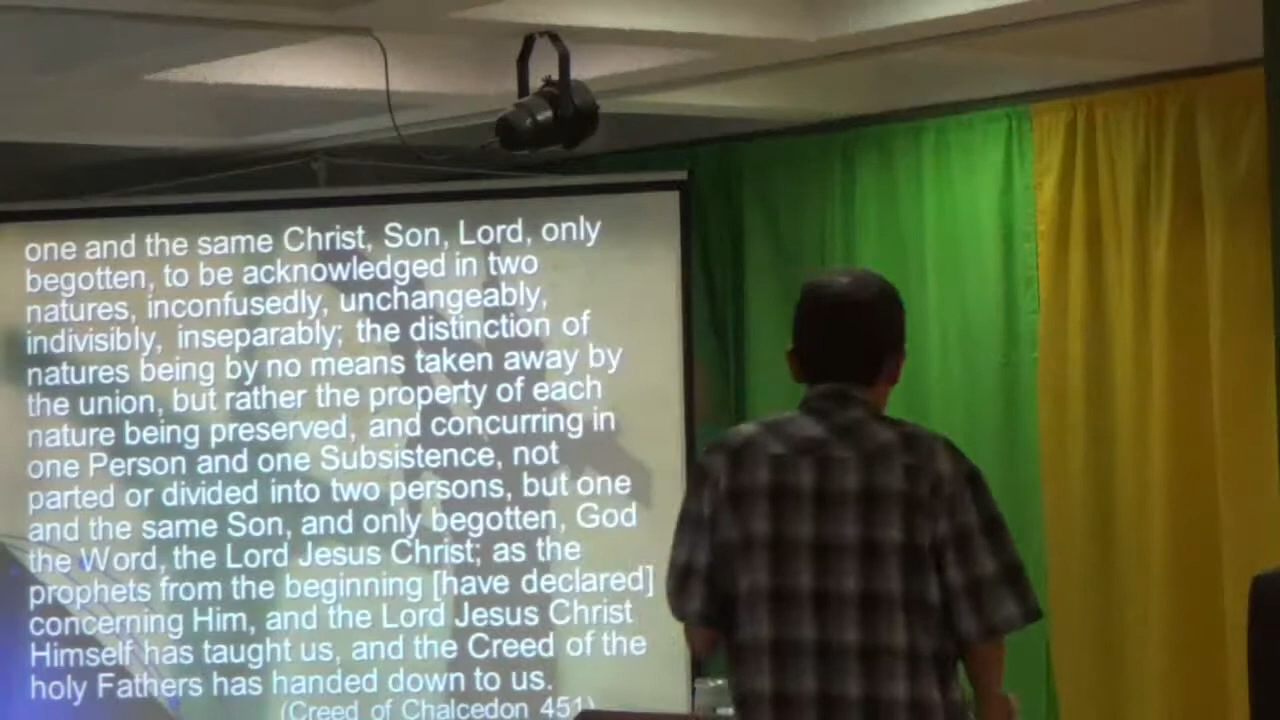 one and the same Christ, Son, Lord, only
begotten, to be acknowledged in two
natures, inconfusedly, unchangeably,
indivisibly, inseparably; the distinction of
natures being by no means taken away by
the union, but rather the property of each
nature being preserved, and concurring in
one Person and one Subsistence, not
parted or divided into two persons, but one
and the same Son, and only begotten, God
the Word, the Lord Jesus Christ; as the
prophets from the beginning [have declared]
concerning Him, and the Lord Jesus Christ
Himself has taught us, and the Creed of the
holy Fathers has handed down to us.
(Creed of Chalcedon 451)